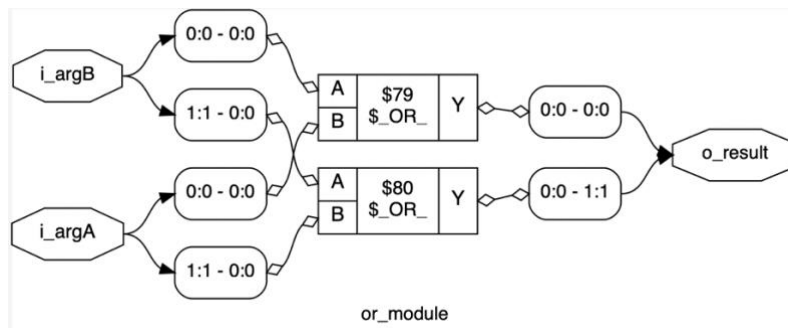 0:0 - 0:0
i_argB
1:1 - 0:0
A
B
$79
$_OR_
Y
0:0 - 0:0
o_result
0:0 - 0:0
A
B
$80
$_OR_
Y
0:0 - 1:1
i_argA
1:1 - 0:0
or_module